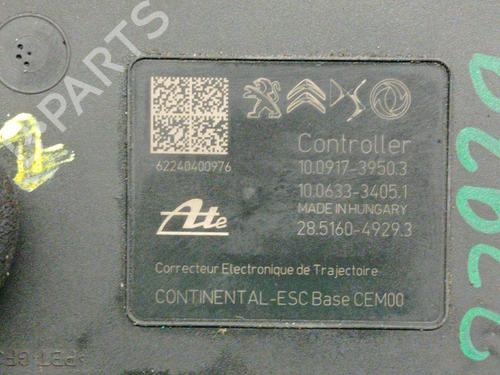 PARTS
62240400976
Controller
10.0917-3950.3
10.0633-3405.1
MADE IN HUNGARY
28.5160-4929.3
Ate
Correcteur Electronique de Trajectoire
CONTINENTAL-ESC Base CEM00